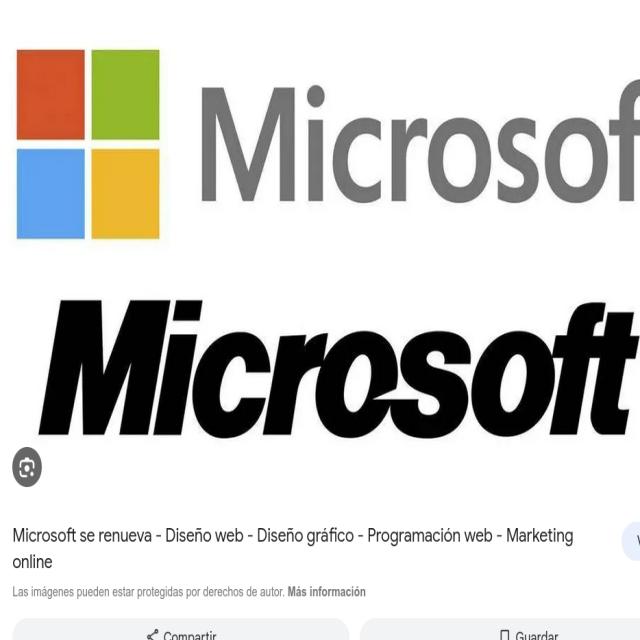 Microsof
Microsoft
Microsoft se renueva - Diseño web - Diseño gráfico - Programación web - Marketing
online
Las imágenes pueden estar protegidas por derechos de autor. Más información
Compartir
Guardar